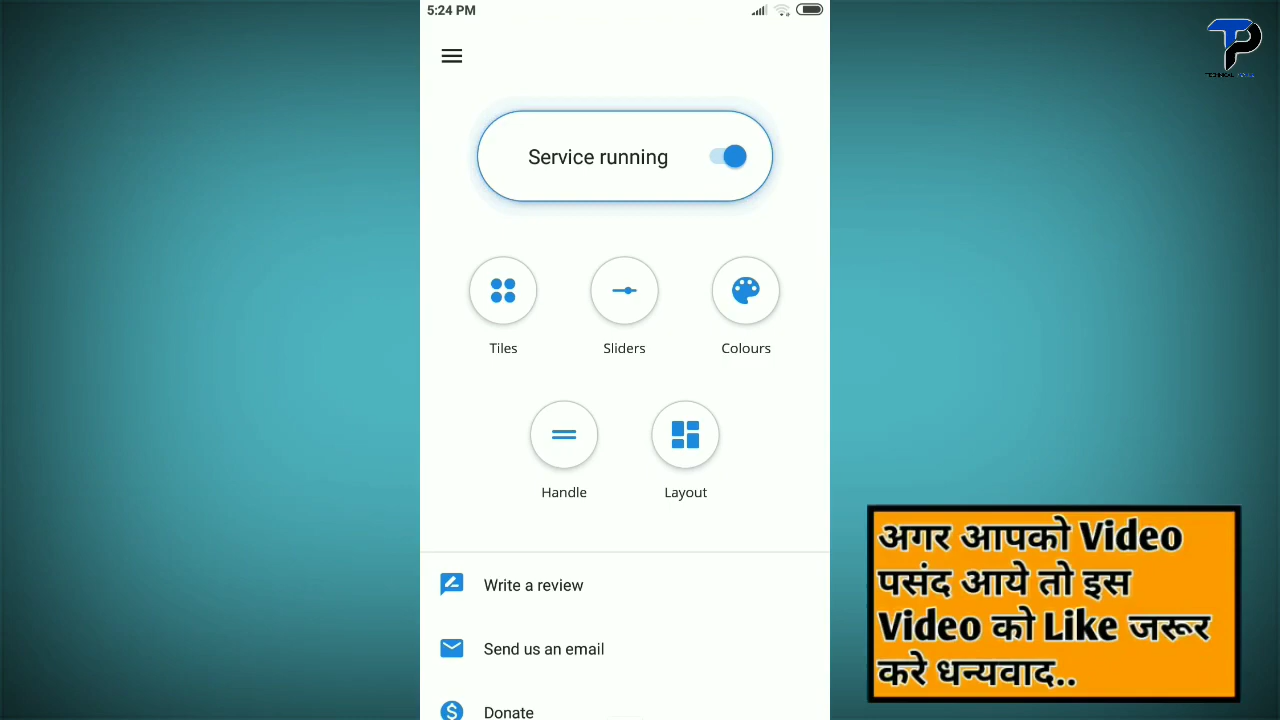 5:24 PM
Service running
Tiles
Sliders
Colours
Handle
Layout
Write a review
Send us an email
Donate
अगर आपको Video
पसंद आये तो इस
Video को Like जरूर
करे धन्यवाद..